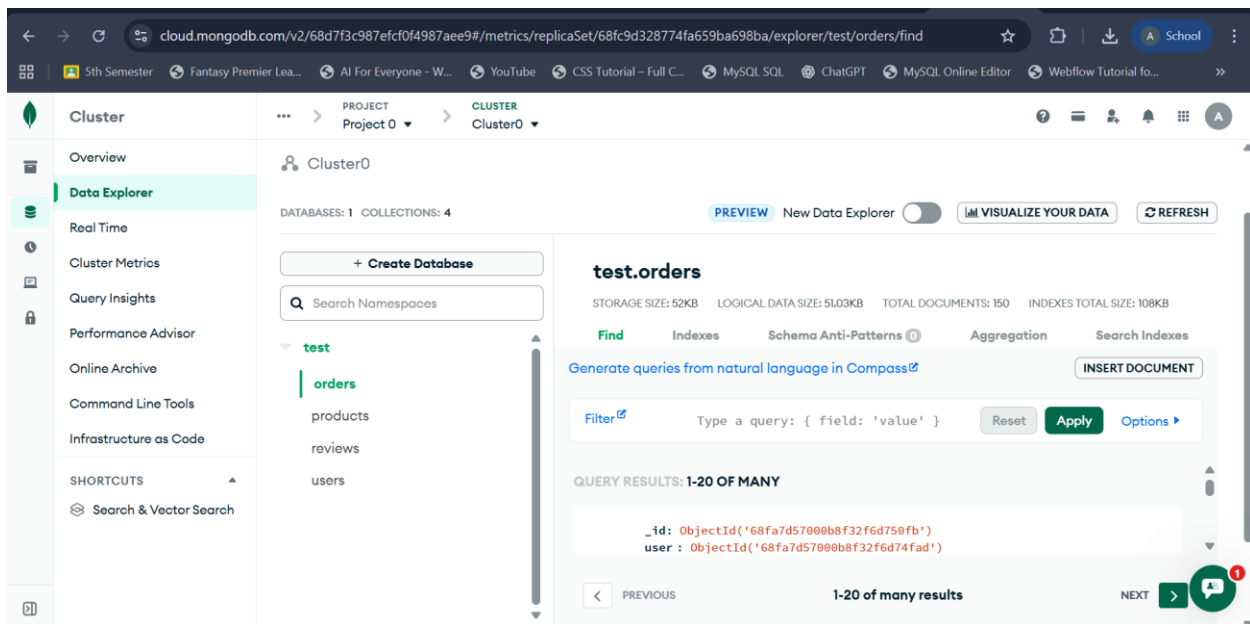 cloud.mongodb.com/v2/68d7f3c987efcf0f4987aee9#/metrics/replicaSet/68fc9d328774fa659ba698ba/explorer/test/orders/find
A School
5th Semester
Fantasy Premier Lea...
AI For Everyone - W...
YouTube
CSS Tutorial – Full C...
MySQL SQL
ChatGPT
MySQL Online Editor
Webflow Tutorial fo...
»
Cluster
Overview
Data Explorer
Real Time
Cluster Metrics
Query Insights
Performance Advisor
Online Archive
Command Line Tools
Infrastructure as Code
SHORTCUTS
Search & Vector Search
...
PROJECT
Project 0
CLUSTER
Cluster0
A
Cluster0
DATABASES: 1 COLLECTIONS: 4
PREVIEW New Data Explorer
VISUALIZE YOUR DATA
REFRESH
+ Create Database
Search Namespaces
test
orders
products
reviews
users
test.orders
STORAGE SIZE: 52KB LOGICAL DATA SIZE: 51.03KB TOTAL DOCUMENTS: 150 INDEXES TOTAL SIZE: 108KB
Find Indexes Schema Anti-Patterns 0 Aggregation Search Indexes
Generate queries from natural language in Compass
INSERT DOCUMENT
Filter
Type a query: { field: 'value' }
Reset
Apply
Options
QUERY RESULTS: 1-20 OF MANY
_id: ObjectId('68fa7d57000b8f32f6d750fb')
user : ObjectId('68fa7d57000b8f32f6d74fad')
PREVIOUS
1-20 of many results
NEXT
1